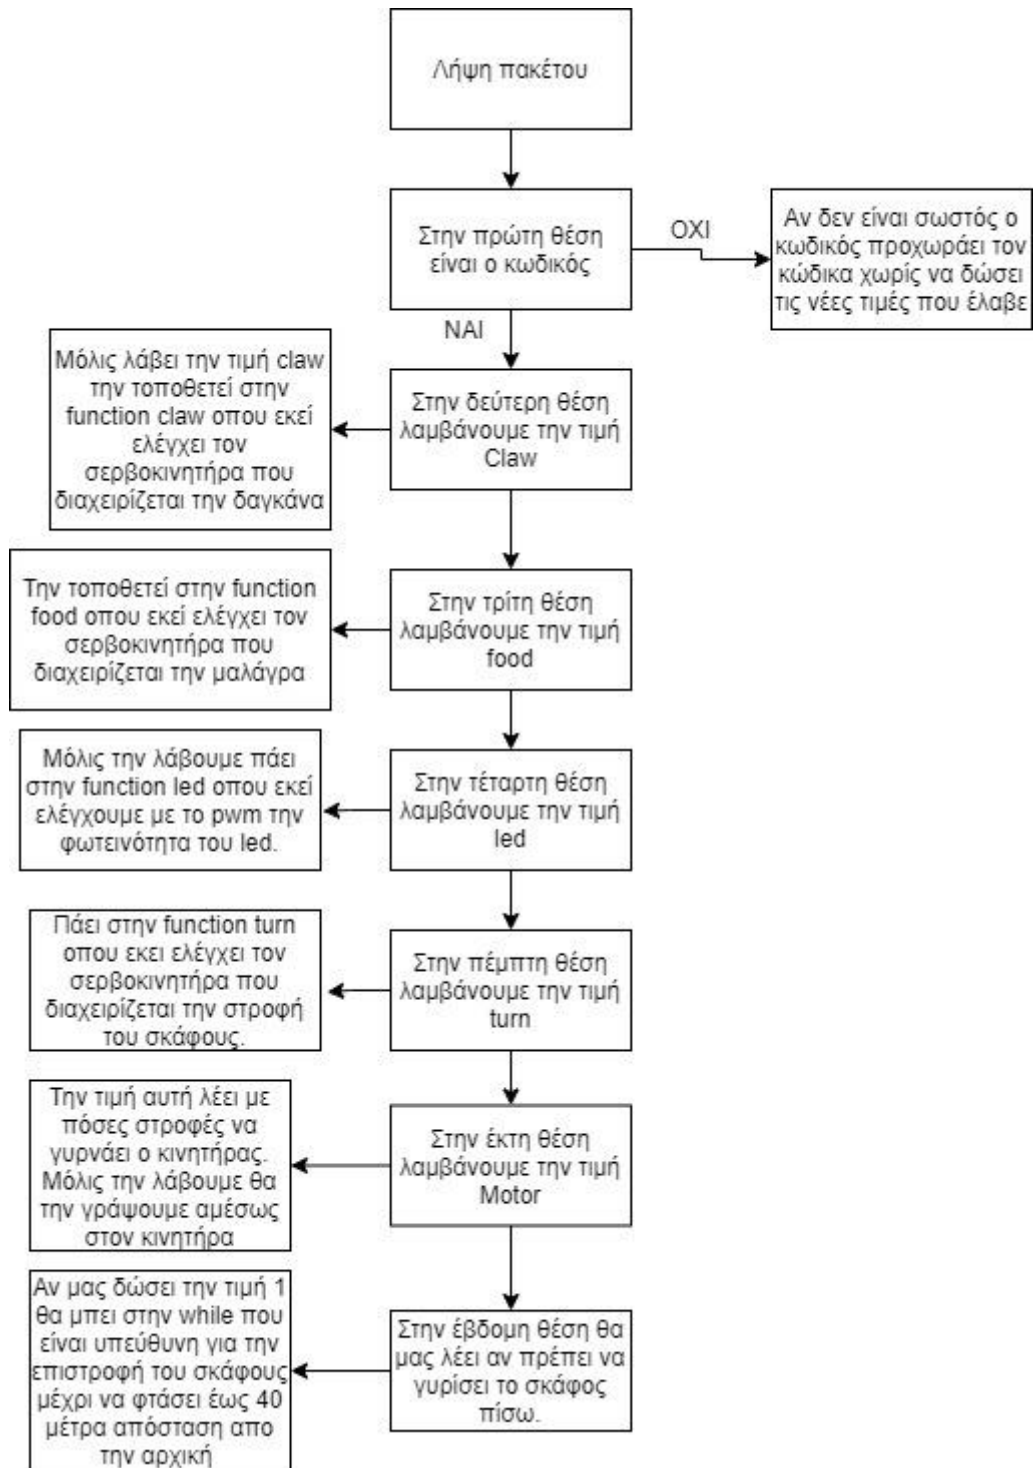 Λήψη πακέτου
Στην πρώτη θέση
είναι ο κωδικός
ΟΧΙ
Αν δεν είναι σωστός ο
κωδικός προχωράει τον
κώδικα χωρίς να δώσει
τις νέες τιμές που έλαβε
ΝΑΙ
Μόλις λάβει την τιμή claw
την τοποθετεί στην
function claw οπου εκεί
ελέγχει τον
σερβοκινητήρα που
διαχειρίζεται την δαγκάνα
Στην δεύτερη θέση
λαμβάνουμε την τιμή
Claw
Την τοποθετεί στην function
food οπου εκεί ελέγχει τον
σερβοκινητήρα που
διαχειρίζεται την μαλάγρα
Στην τρίτη θέση
λαμβάνουμε την τιμή
food
Μόλις την λάβουμε πάει
στην function led οπου εκεί
ελέγχουμε με το pwm την
φωτεινότητα του led.
Στην τέταρτη θέση
λαμβάνουμε την τιμή
led
Πάει στην function turn
οπου εκει ελέγχει τον
σερβοκινητήρα που
διαχειρίζεται την στροφή
του σκάφους.
Στην πέμπτη θέση
λαμβάνουμε την τιμή
turn
Την τιμή αυτή λέει με
πόσες στροφές να
γυρνάει ο κινητήρας.
Μόλις την λάβουμε θα
την γράψουμε αμέσως
στον κινητήρα
Στην έκτη θέση
λαμβάνουμε την τιμή
Motor
Αν μας δώσει την τιμή 1
θα μπει στην while που
είναι υπεύθυνη για την
επιστροφή του σκάφους
μέχρι να φτάσει έως 40
μέτρα απόσταση απο
την αρχική
Στην έβδομη θέση θα
μας λέει αν πρέπει να
γυρίσει το σκάφος
πίσω.